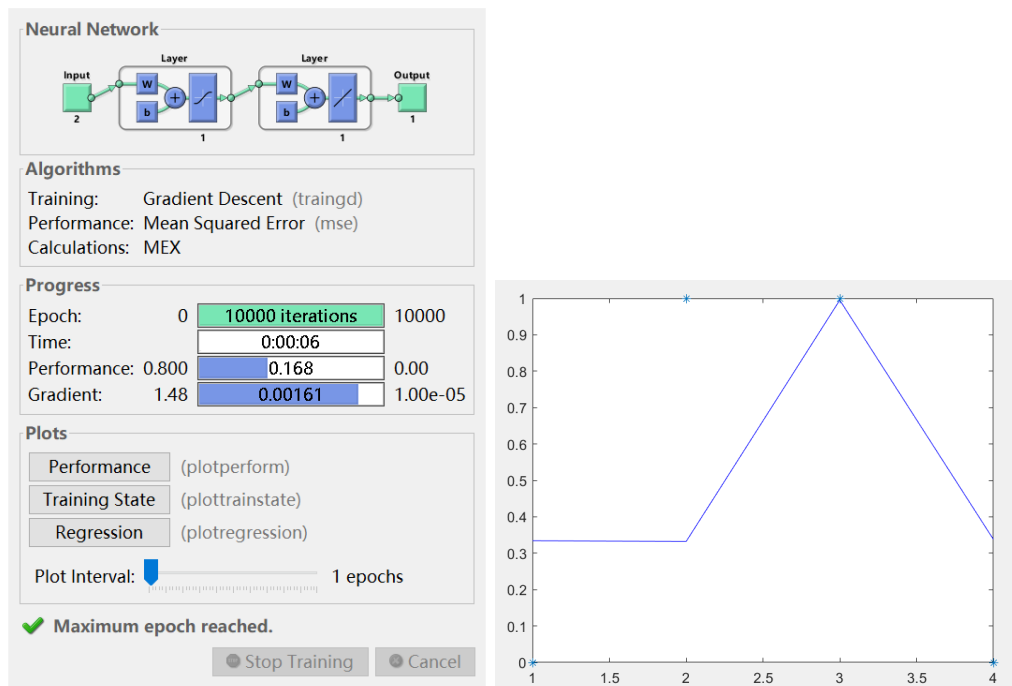 Neural Network
Layer Layer
Input Output
W W
+ +
b b
2 1
1 1
Algorithms
Training: Gradient Descent (traingd)
Performance: Mean Squared Error (mse)
Calculations: MEX
Progress
Epoch: 0 10000 iterations 10000
Time: 0:00:06
Performance: 0.800 0.168 0.00
Gradient: 1.48 0.00161 1.00e-05
Plots
Performance (plotperform)
Training State (plottrainstate)
Regression (plotregression)
Plot Interval: 1 epochs
Maximum epoch reached.
Stop Training Cancel
1
0.9
0.8
0.7
0.6
0.5
0.4
0.3
0.2
0.1
0
1 1.5 2 2.5 3 3.5 4